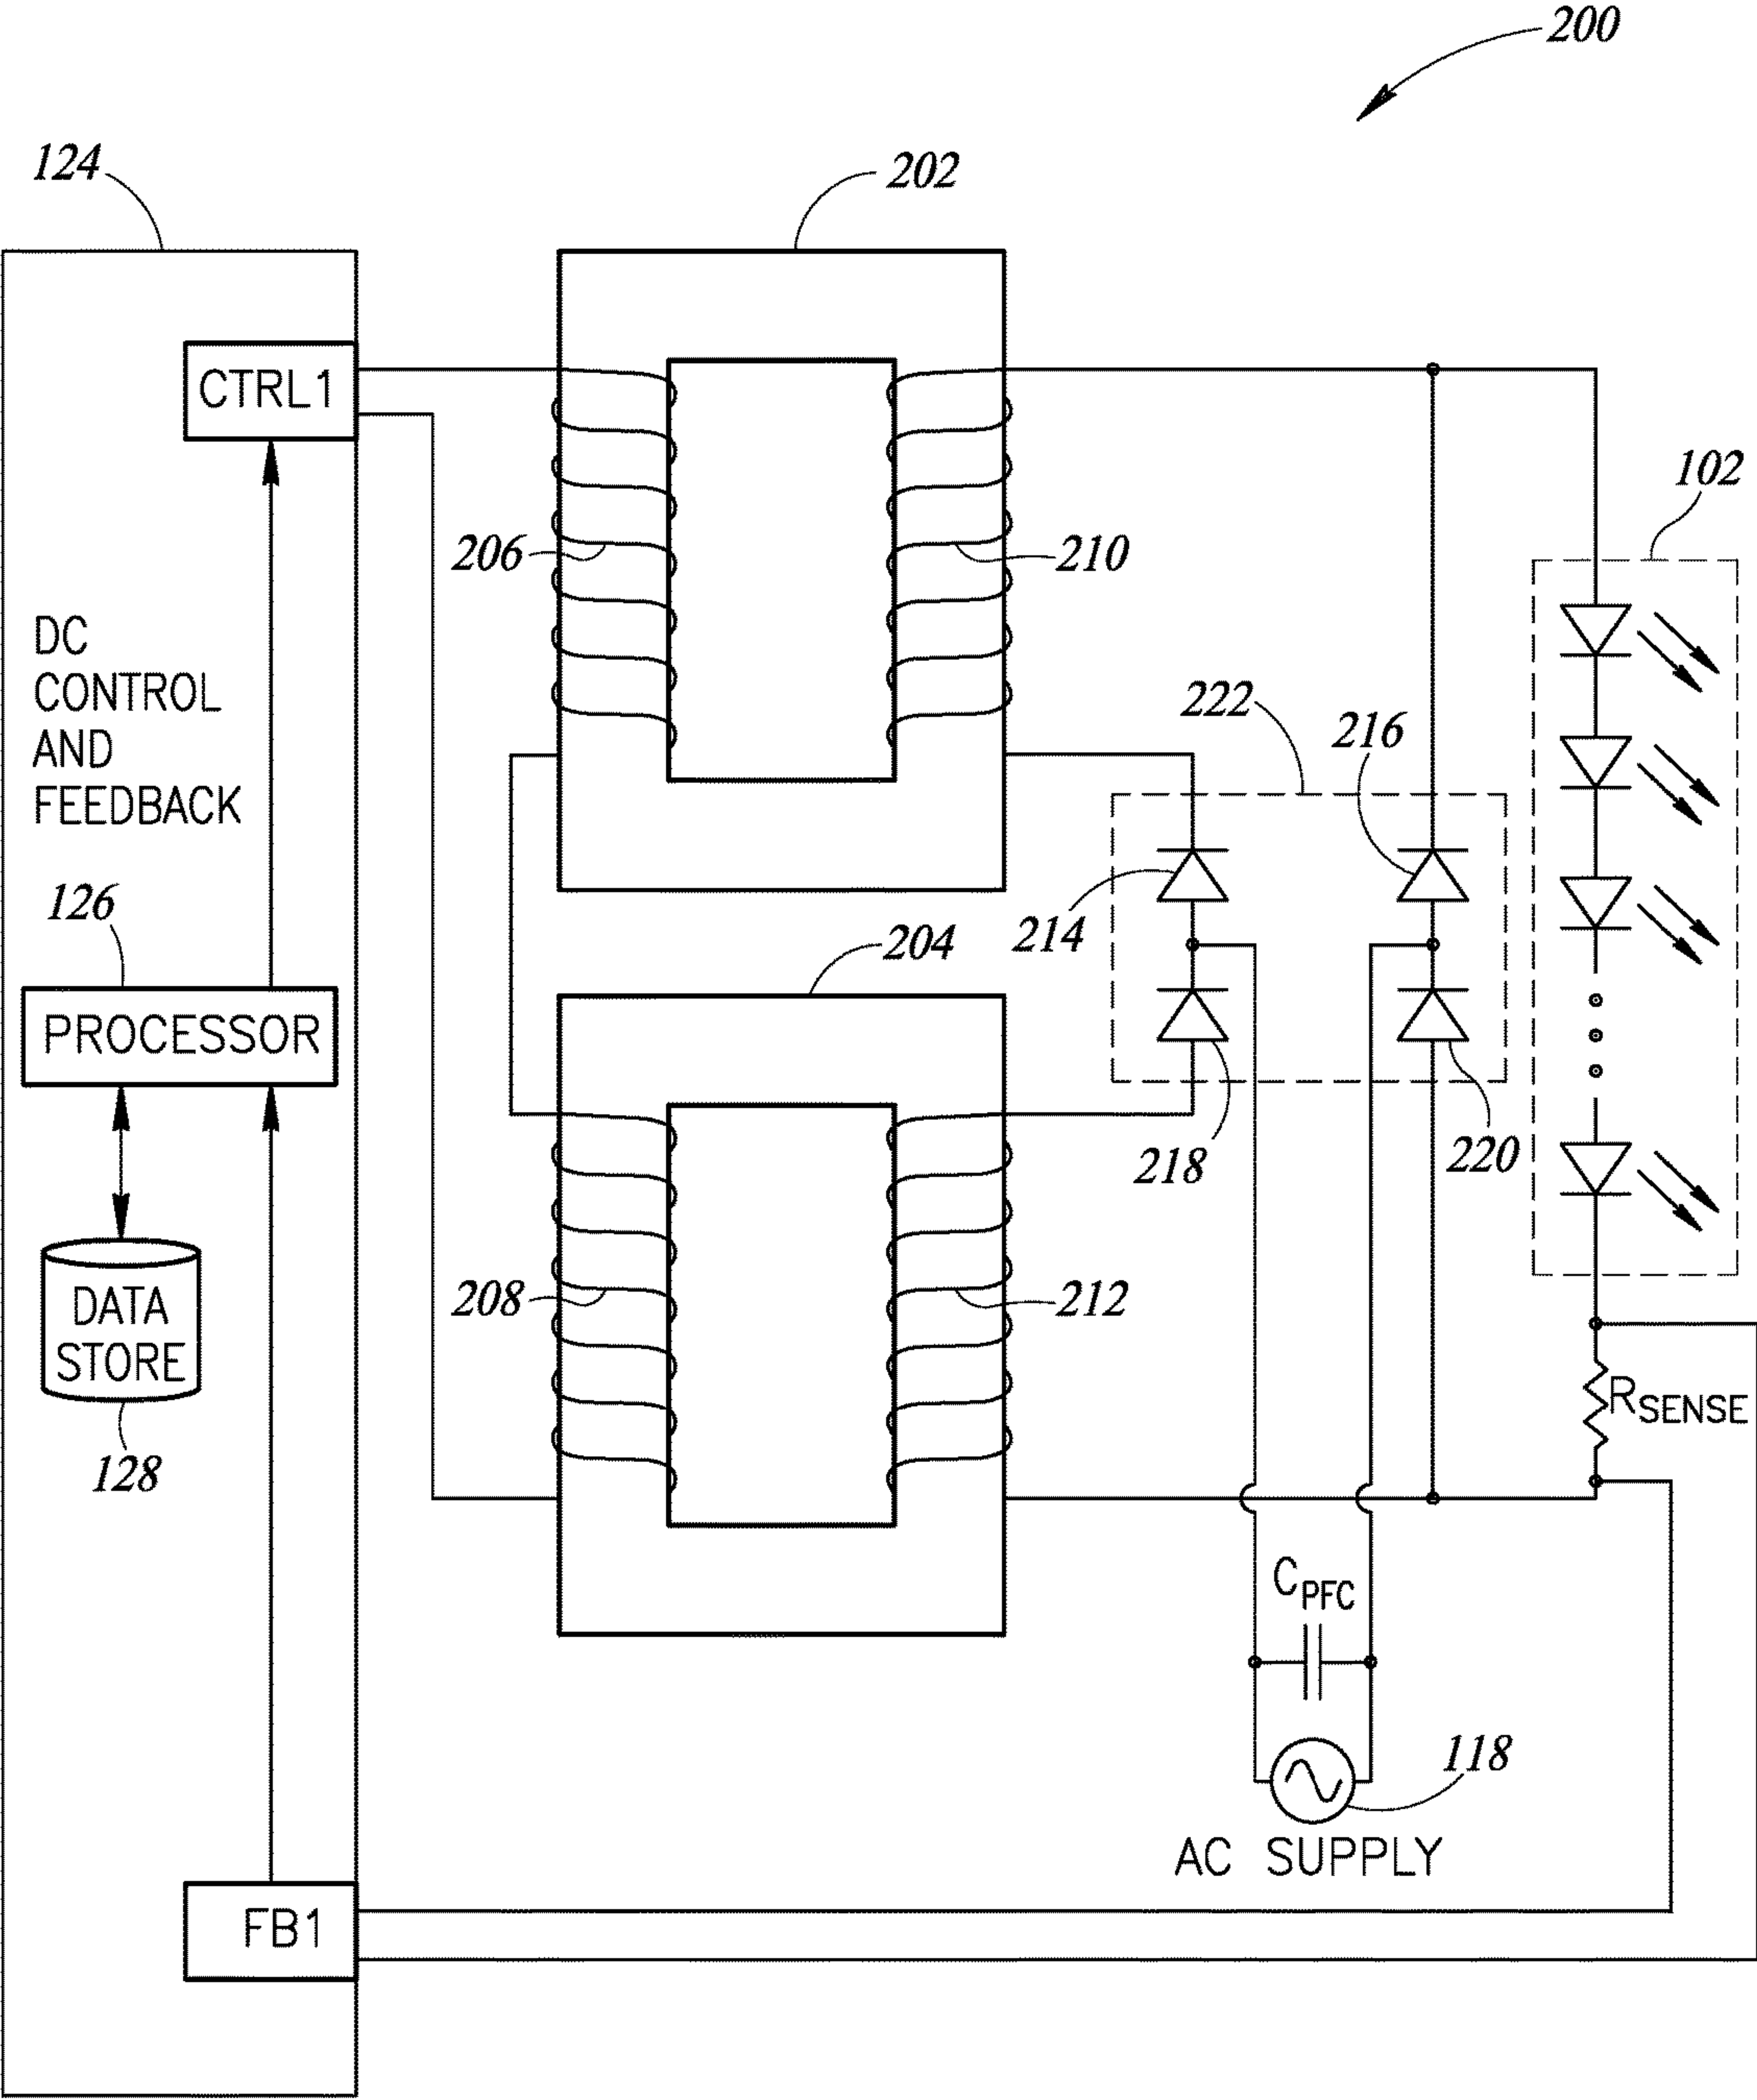 200
124
202
CTRL1
102
206
210
DC
CONTROL
AND
FEEDBACK
222
216
126
214
204
PROCESSOR
218
220
208
212
DATA
STORE
RSENSE
128
CPFC
118
AC SUPPLY
FB1